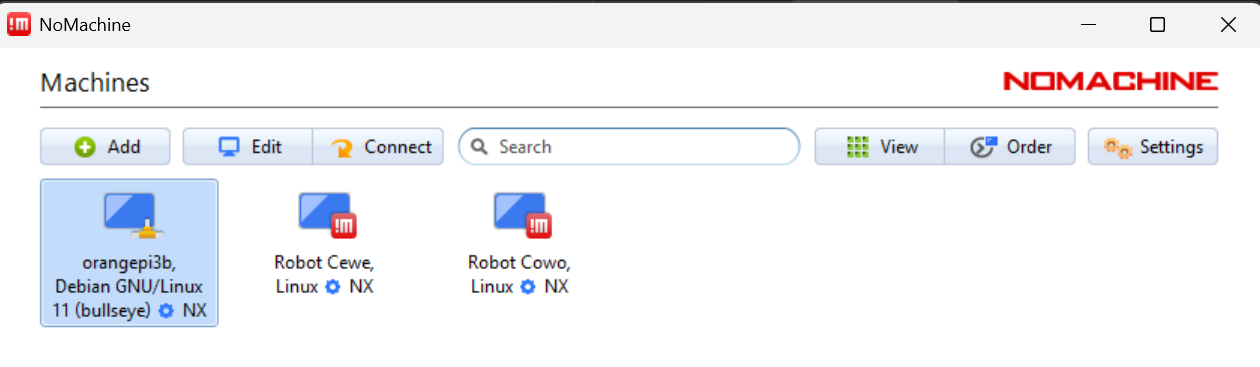 !m NoMachine
Machines
NOMACHINE
Add
Edit
Connect
Search
View
Order
Settings
orangepi3b,
Debian GNU/Linux
11 (bullseye) NX
!m
Robot Cewe,
Linux NX
!m
Robot Cowo,
Linux NX